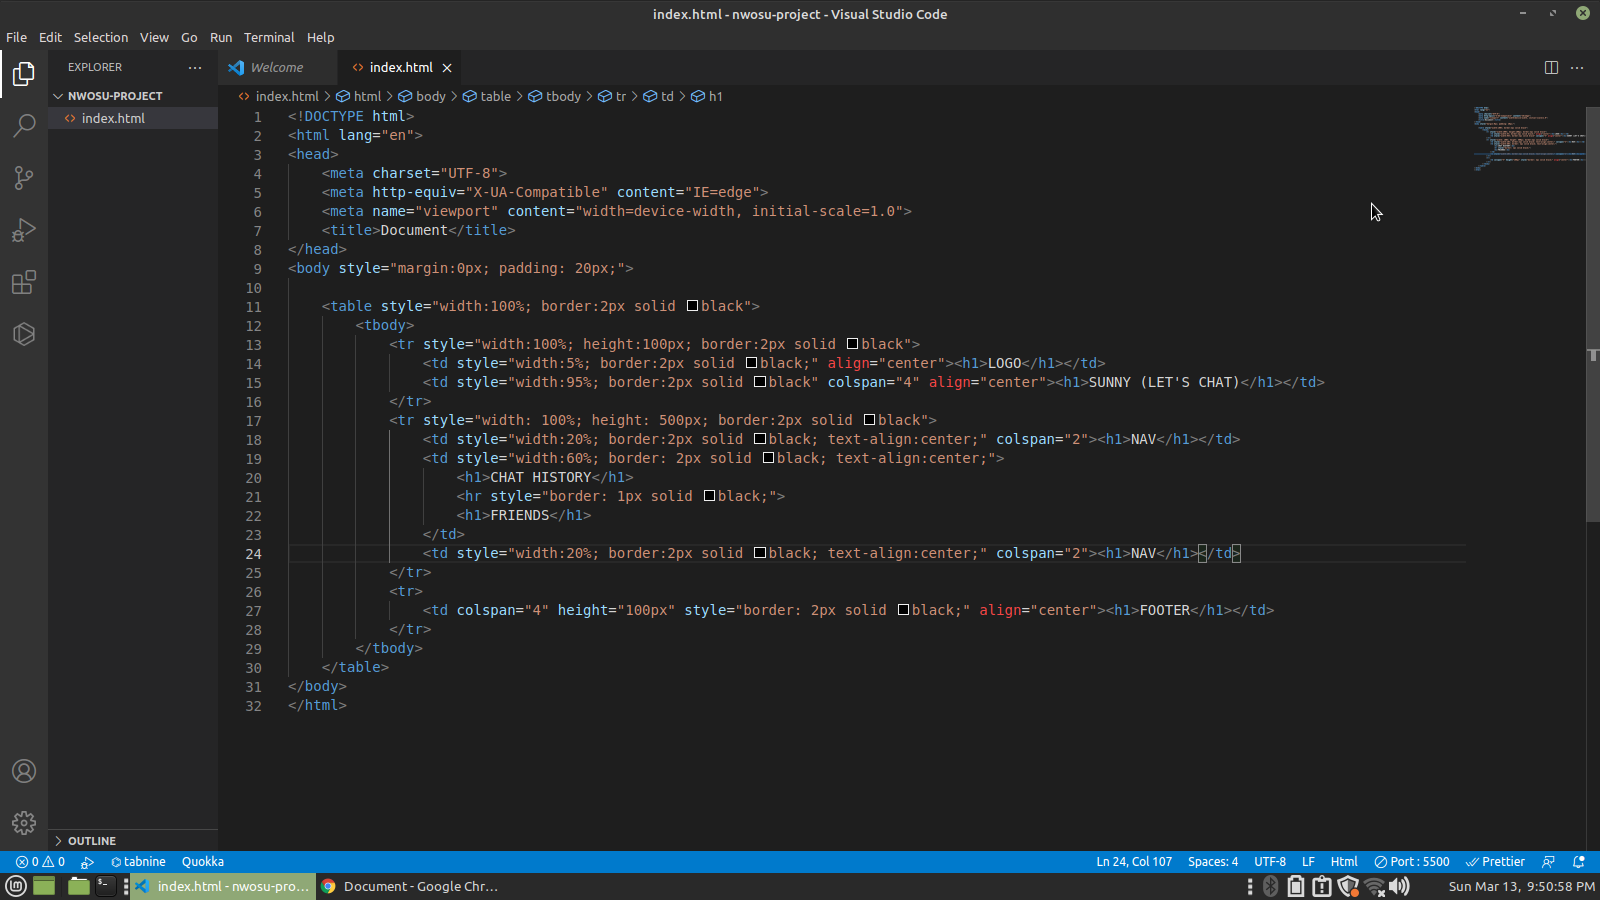 index.html - nwosu-project - Visual Studio Code
File Edit Selection View Go Run Terminal Help
EXPLORER
Welcome
index.html
NWOSU-PROJECT
index.html
index.html > html > body > table > tbody > tr > td > h1
1 <!DOCTYPE html>
2 <html lang="en">
3 <head>
4 <meta charset="UTF-8">
5 <meta http-equiv="X-UA-Compatible" content="IE=edge">
6 <meta name="viewport" content="width=device-width, initial-scale=1.0">
7 <title>Document</title>
8 </head>
9 <body style="margin:0px; padding: 20px;">
10
11 <table style="width:100%; border:2px solid black">
12 <tbody>
13 <tr style="width:100%; height:100px; border:2px solid black">
14 <td style="width:5%; border:2px solid black;" align="center"><h1>LOGO</h1></td>
15 <td style="width:95%; border:2px solid black" colspan="4" align="center"><h1>SUNNY (LET'S CHAT)</h1></td>
16 </tr>
17 <tr style="width: 100%; height: 500px; border:2px solid black">
18 <td style="width:20%; border:2px solid black; text-align:center;" colspan="2"><h1>NAV</h1></td>
19 <td style="width:60%; border: 2px solid black; text-align:center;">
20 <h1>CHAT HISTORY</h1>
21 <hr style="border: 1px solid black;">
22 <h1>FRIENDS</h1>
23 </td>
24 <td style="width:20%; border:2px solid black; text-align:center;" colspan="2"><h1>NAV</h1></td>
25 </tr>
26 <tr>
27 <td colspan="4" height="100px" style="border: 2px solid black;" align="center"><h1>FOOTER</h1></td>
28 </tr>
29 </tbody>
30 </table>
31 </body>
32 </html>
OUTLINE
0 0 tabnine Quokka
Ln 24, Col 107 Spaces: 4 UTF-8 LF Html Port : 5500 Prettier
index.html - nwosu-pro...
Document - Google Chr...
Sun Mar 13, 9:50:58 PM